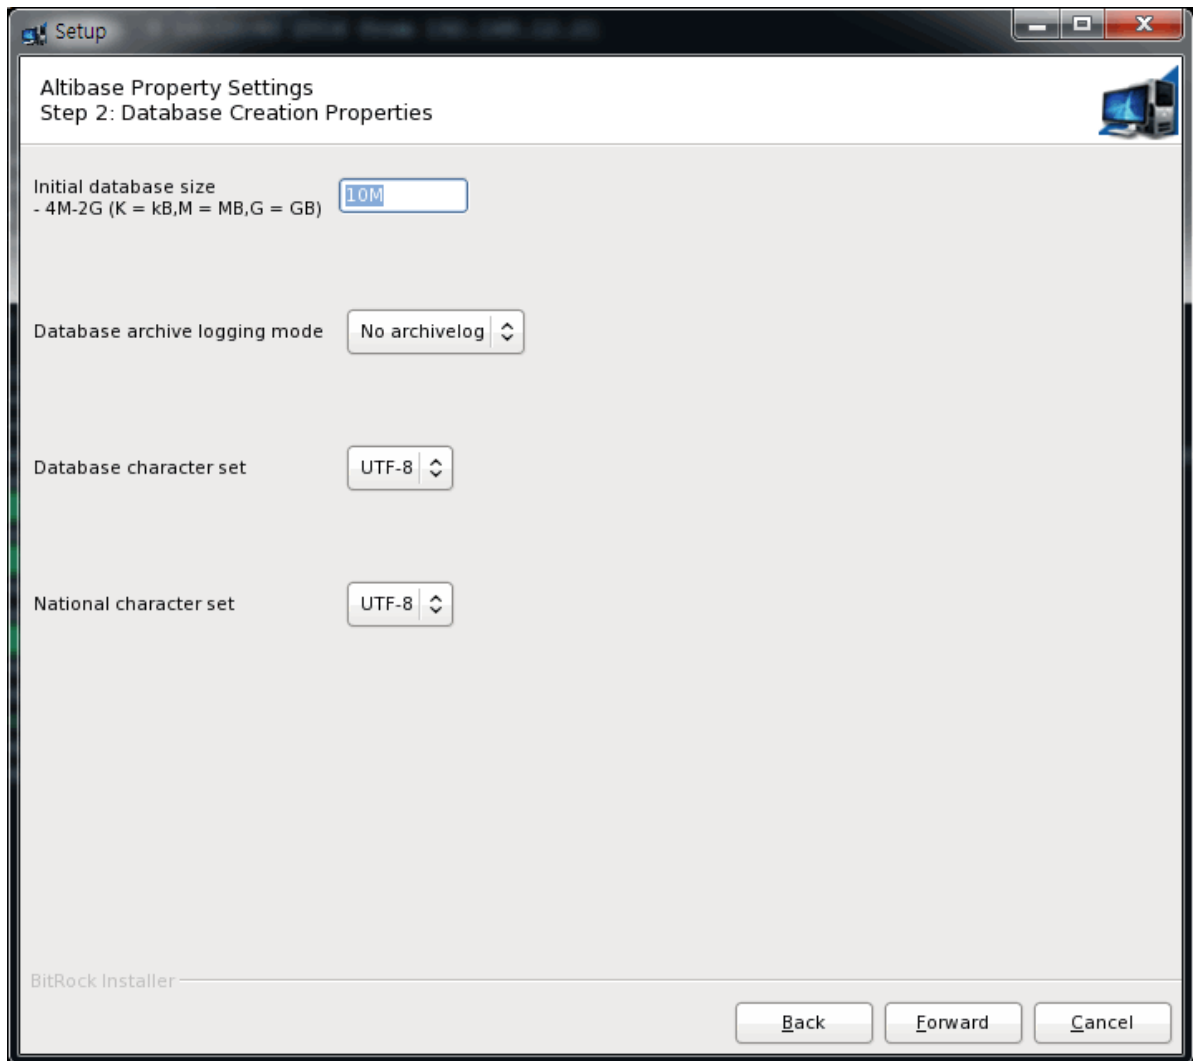 Setup
Altibase Property Settings
Step 2: Database Creation Properties
Initial database size
- 4M-2G (K = kB,M = MB,G = GB)
10M
Database archive logging mode
No archivelog
Database character set
UTF-8
National character set
UTF-8
BitRock Installer
Back
Forward
Cancel